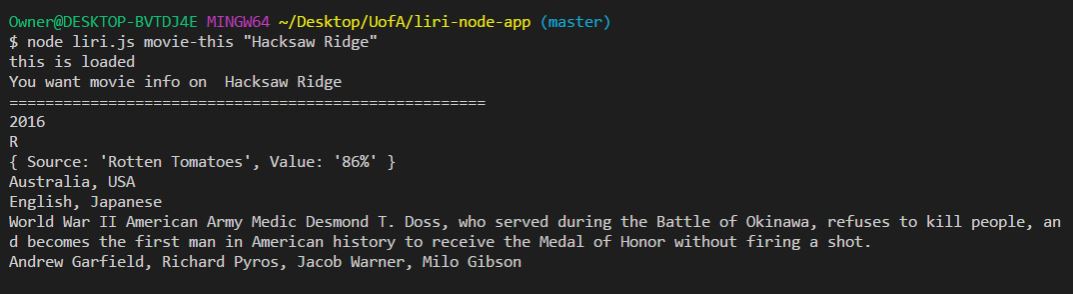 Owner@DESKTOP-BVTDJ4E MINGW64 ~/Desktop/UofA/liri-node-app (master)
$ node liri.js movie-this "Hacksaw Ridge"
this is loaded
You want movie info on  Hacksaw Ridge
=====================================================
2016
R
{ Source: 'Rotten Tomatoes', Value: '86%' }
Australia, USA
English, Japanese
World War II American Army Medic Desmond T. Doss, who served during the Battle of Okinawa, refuses to kill people, an
d becomes the first man in American history to receive the Medal of Honor without firing a shot.
Andrew Garfield, Richard Pyros, Jacob Warner, Milo Gibson